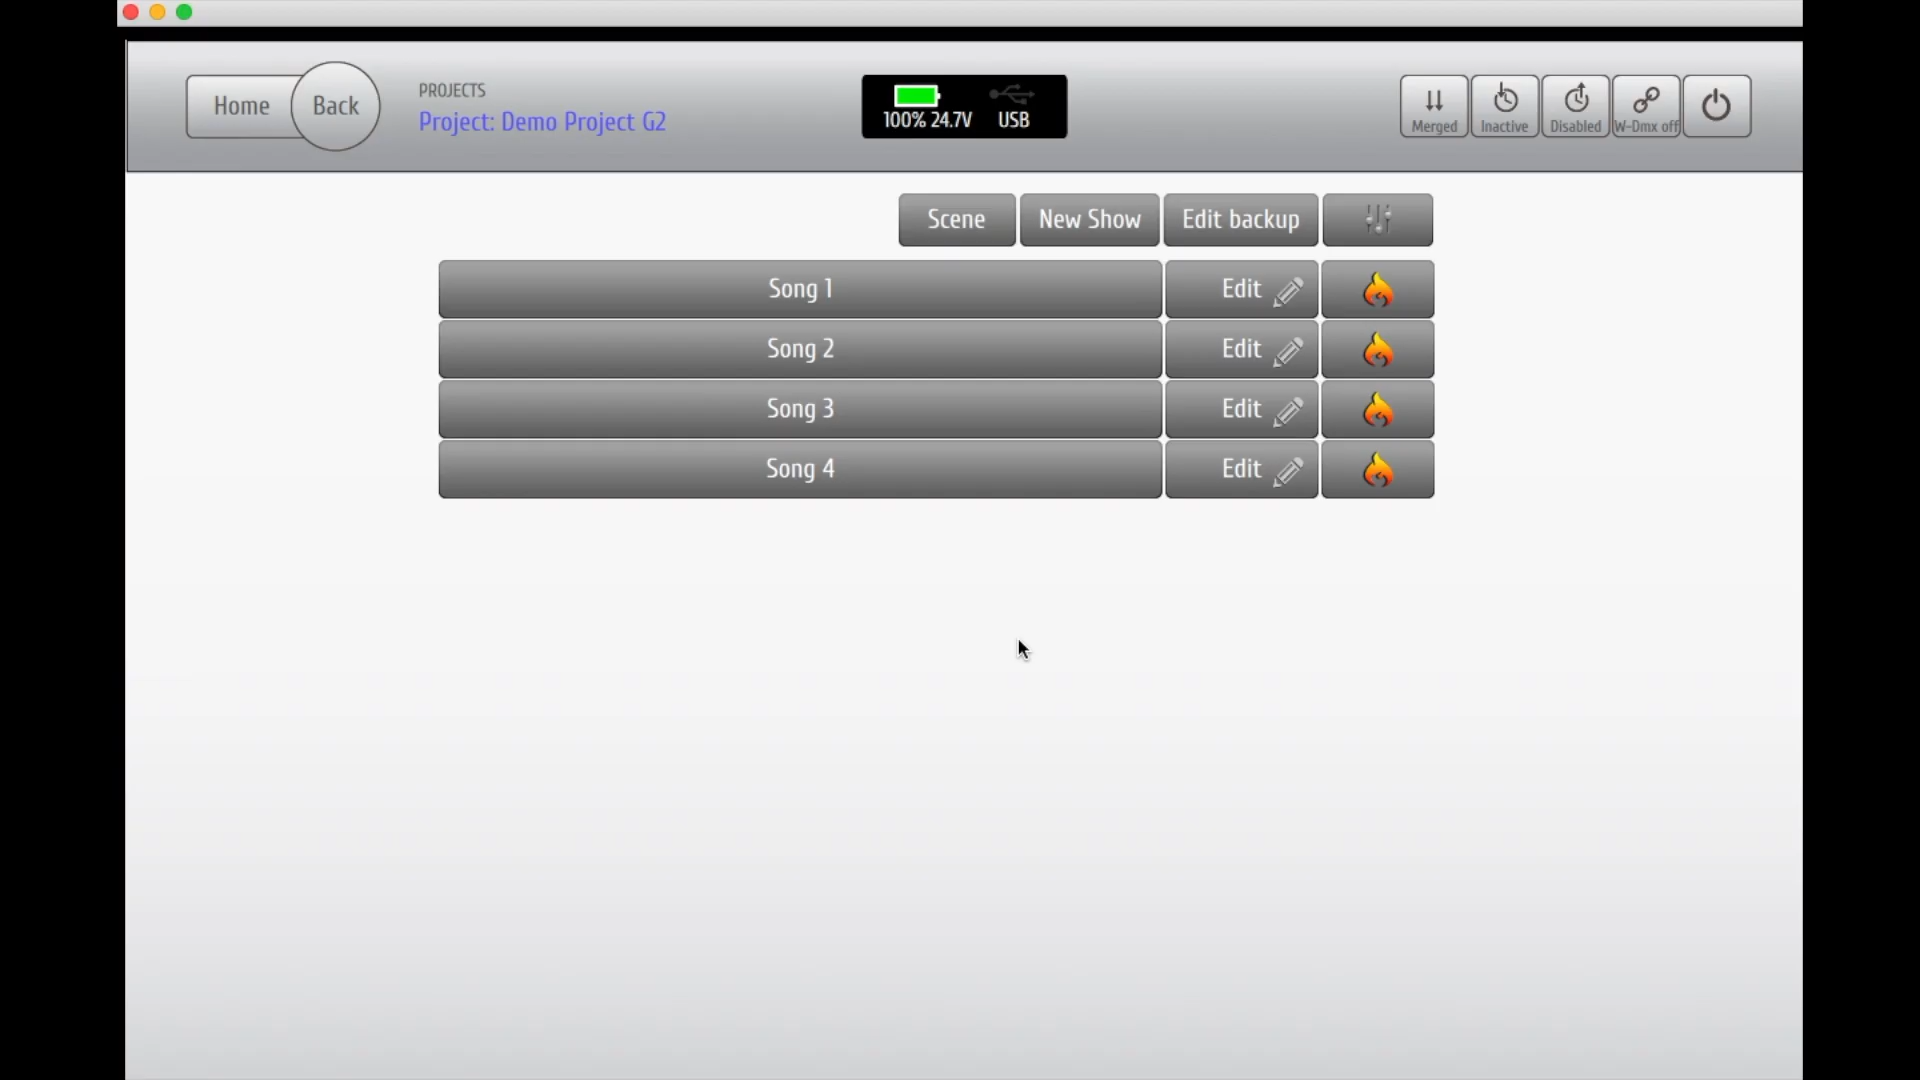 Home
Back
PROJECTS
Project: Demo Project G2
100% 24.7V
USB
Merged
Inactive
Disabled
W-Dmx off
Scene
New Show
Edit backup
Song 1
Edit
Song 2
Edit
Song 3
Edit
Song 4
Edit